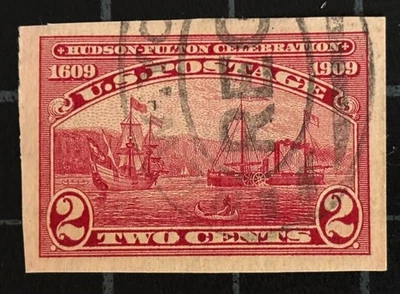 HUDSON-FULTON CELEBRATION
1609 1909
U.S. POSTAGE
2 TWO CENTS 2